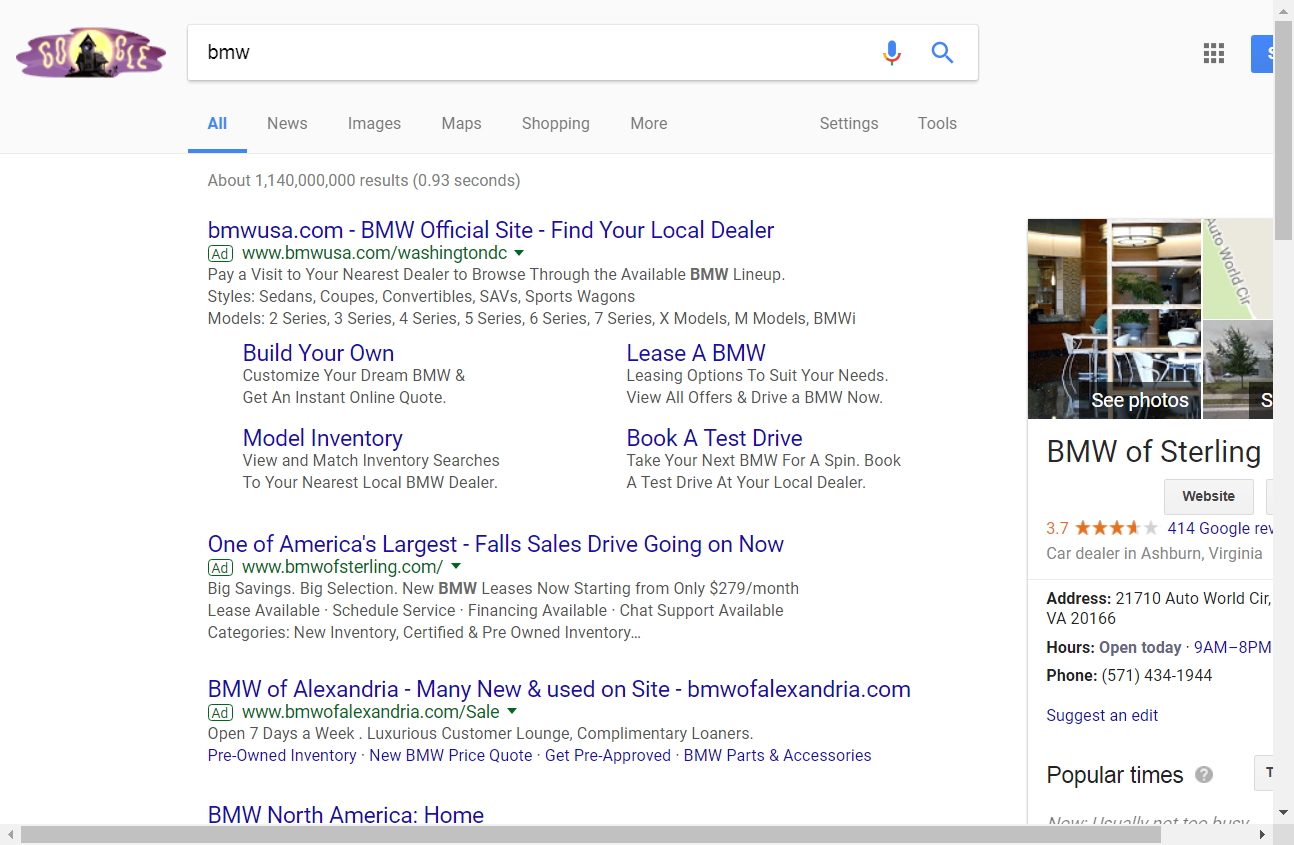 GOOGLE
bmw
All News Images Maps Shopping More Settings Tools
About 1,140,000,000 results (0.93 seconds)
bmwusa.com - BMW Official Site - Find Your Local Dealer
Ad www.bmwusa.com/washingtondc
Pay a Visit to Your Nearest Dealer to Browse Through the Available BMW Lineup.
Styles: Sedans, Coupes, Convertibles, SAVs, Sports Wagons
Models: 2 Series, 3 Series, 4 Series, 5 Series, 6 Series, 7 Series, X Models, M Models, BMWi
Build Your Own
Customize Your Dream BMW &
Get An Instant Online Quote.
Lease A BMW
Leasing Options To Suit Your Needs.
View All Offers & Drive a BMW Now.
Model Inventory
View and Match Inventory Searches
To Your Nearest Local BMW Dealer.
Book A Test Drive
Take Your Next BMW For A Spin. Book
A Test Drive At Your Local Dealer.
One of America's Largest - Falls Sales Drive Going on Now
Ad www.bmwofsterling.com/
Big Savings. Big Selection. New BMW Leases Now Starting from Only $279/month
Lease Available · Schedule Service · Financing Available · Chat Support Available
Categories: New Inventory, Certified & Pre Owned Inventory…
BMW of Alexandria - Many New & used on Site - bmwofalexandria.com
Ad www.bmwofalexandria.com/Sale
Open 7 Days a Week . Luxurious Customer Lounge, Complimentary Loaners.
Pre-Owned Inventory · New BMW Price Quote · Get Pre-Approved · BMW Parts & Accessories
BMW North America: Home
Auto World Cir
See photos S
BMW of Sterling
Website
3.7 414 Google rev
Car dealer in Ashburn, Virginia
Address: 21710 Auto World Cir,
VA 20166
Hours: Open today · 9AM–8PM
Phone: (571) 434-1944
Suggest an edit
Popular times ? T
Now: Usually not too busy